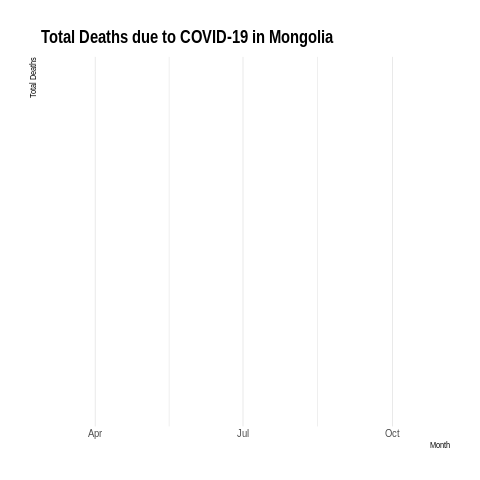 Total Deaths due to COVID-19 in Mongolia
Total Deaths
Apr Jul Oct
Month